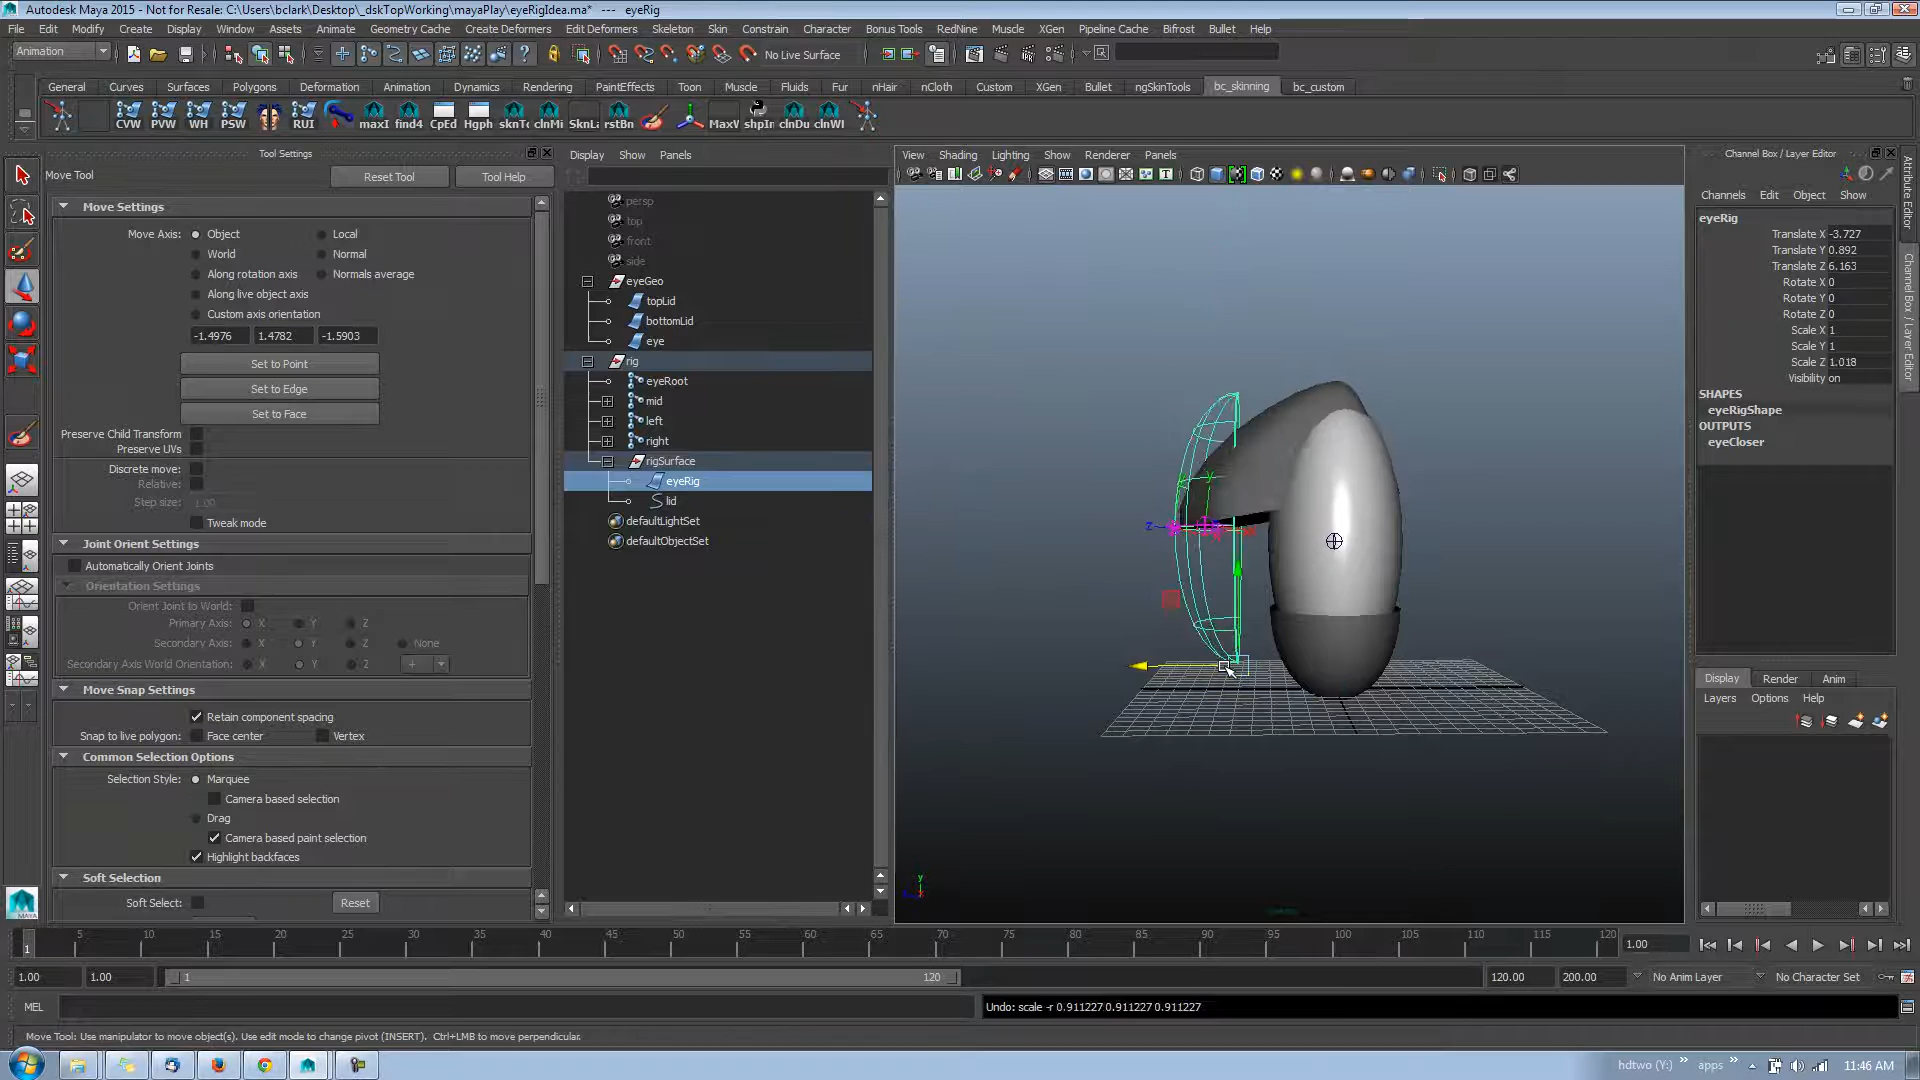 Autodesk Maya 2015 - Not for Resale: C:\Users\bclark\Desktop\_dskTopWorking\mayaPlay\eyeRigIdea.ma*   ---   eyeRig
File Edit Modify Create Display Window Assets Animate Geometry Cache Create Deformers Edit Deformers Skeleton Skin Constrain Character Bonus Tools RedNine Muscle XGen Pipeline Cache Bifrost Bullet Help
Animation
No Live Surface
General Curves Surfaces Polygons Deformation Animation Dynamics Rendering PaintEffects Toon Muscle Fluids Fur nHair nCloth Custom XGen Bullet ngSkinTools bc_skinning bc_custom
CVW PVW WH PSW RUI maxI find4 CpEd Hgph sknTo clnMi SknLa rstBn MaxW shpIn clnDu clnWI
Tool Settings
Move Tool
Reset Tool
Tool Help
Move Settings
Move Axis: Object Local
World Normal
Along rotation axis Normals average
Along live object axis
Custom axis orientation
-1.4976 1.4782 -1.5903
Set to Point
Set to Edge
Set to Face
Preserve Child Transform
Preserve UVs
Discrete move:
Relative:
Step size: 1.00
Tweak mode
Joint Orient Settings
Automatically Orient Joints
Orientation Settings
Orient Joint to World:
Primary Axis: X Y Z
Secondary Axis: X Y Z None
Secondary Axis World Orientation: X Y Z +
Move Snap Settings
Retain component spacing
Snap to live polygon: Face center Vertex
Common Selection Options
Selection Style: Marquee
Camera based selection
Drag
Camera based paint selection
Highlight backfaces
Soft Selection
Soft Select:
Reset
Display Show Panels
persp
top
front
side
eyeGeo
topLid
bottomLid
eye
rig
eyeRoot
mid
left
right
rigSurface
eyeRig
lid
defaultLightSet
defaultObjectSet
View Shading Lighting Show Renderer Panels
z
y
y
Channel Box / Layer Editor
Channels Edit Object Show
eyeRig
Translate X -3.727
Translate Y 0.892
Translate Z 6.163
Rotate X 0
Rotate Y 0
Rotate Z 0
Scale X 1
Scale Y 1
Scale Z 1.018
Visibility on
SHAPES
eyeRigShape
OUTPUTS
eyeCloser
Display Render Anim
Layers Options Help
Attribute Editor
Channel Box / Layer Editor
MAYA
1 5 10 15 20 25 30 35 40 45 50 55 60 65 70 75 80 85 90 95 100 105 110 115 120
1.00
1.00 1.00 1 120 120.00 200.00 No Anim Layer No Character Set
MEL
Undo: scale -r 0.911227 0.911227 0.911227
Move Tool: Use manipulator to move object(s). Use edit mode to change pivot (INSERT).  Ctrl+LMB to move perpendicular.
hdtwo (Y:) » apps » 11:46 AM